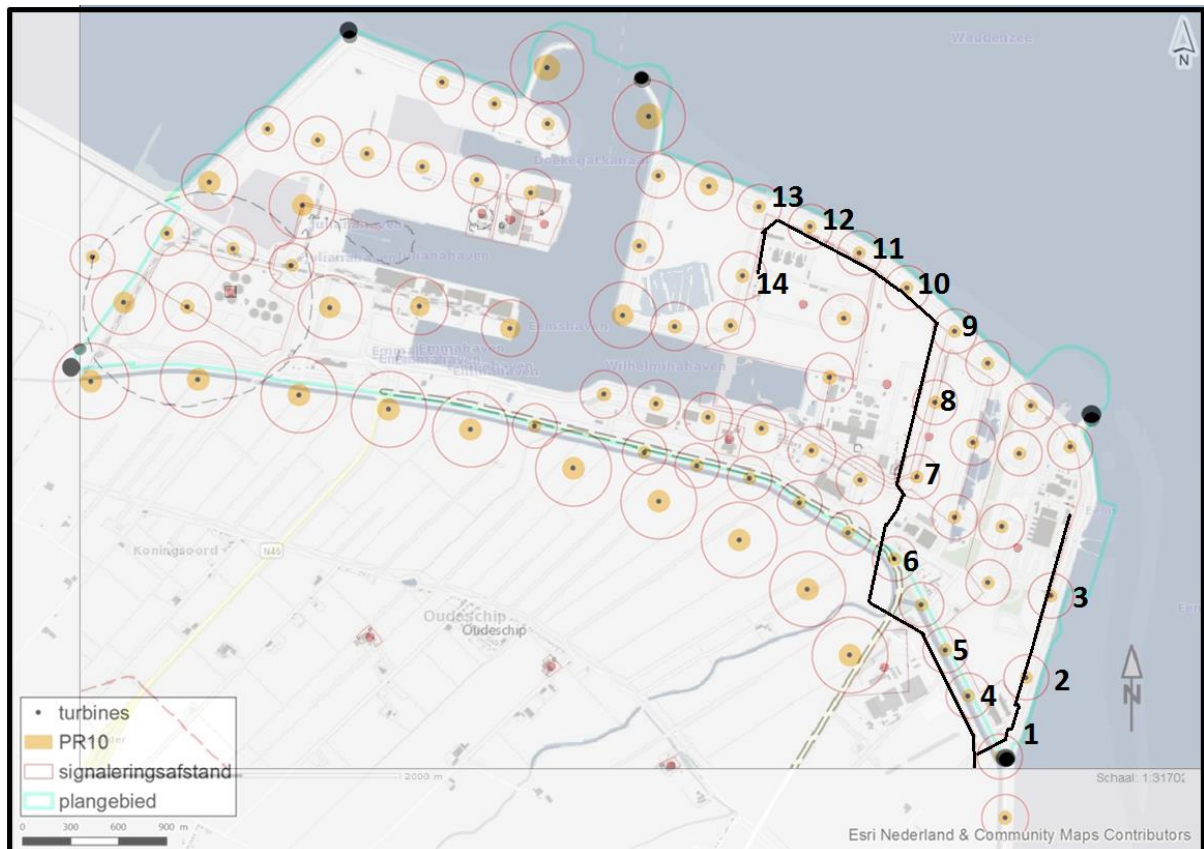 Waddenzee
N
Doekegatkanaal
13
12
Julianahaven
11
Julianahaven
Julianahaven
14
10
Eemshaven
9
Emmahaven
Wilhelminahaven
8
7
Koningsoord
N46
6
3
Oudeschip
Oudeschip
5
2
4
N
1
turbines
PR10
signaleringsafstand
plangebied
2000 m
Schaal: 1:31702
0 300 600 900 m
Esri Nederland & Community Maps Contributors